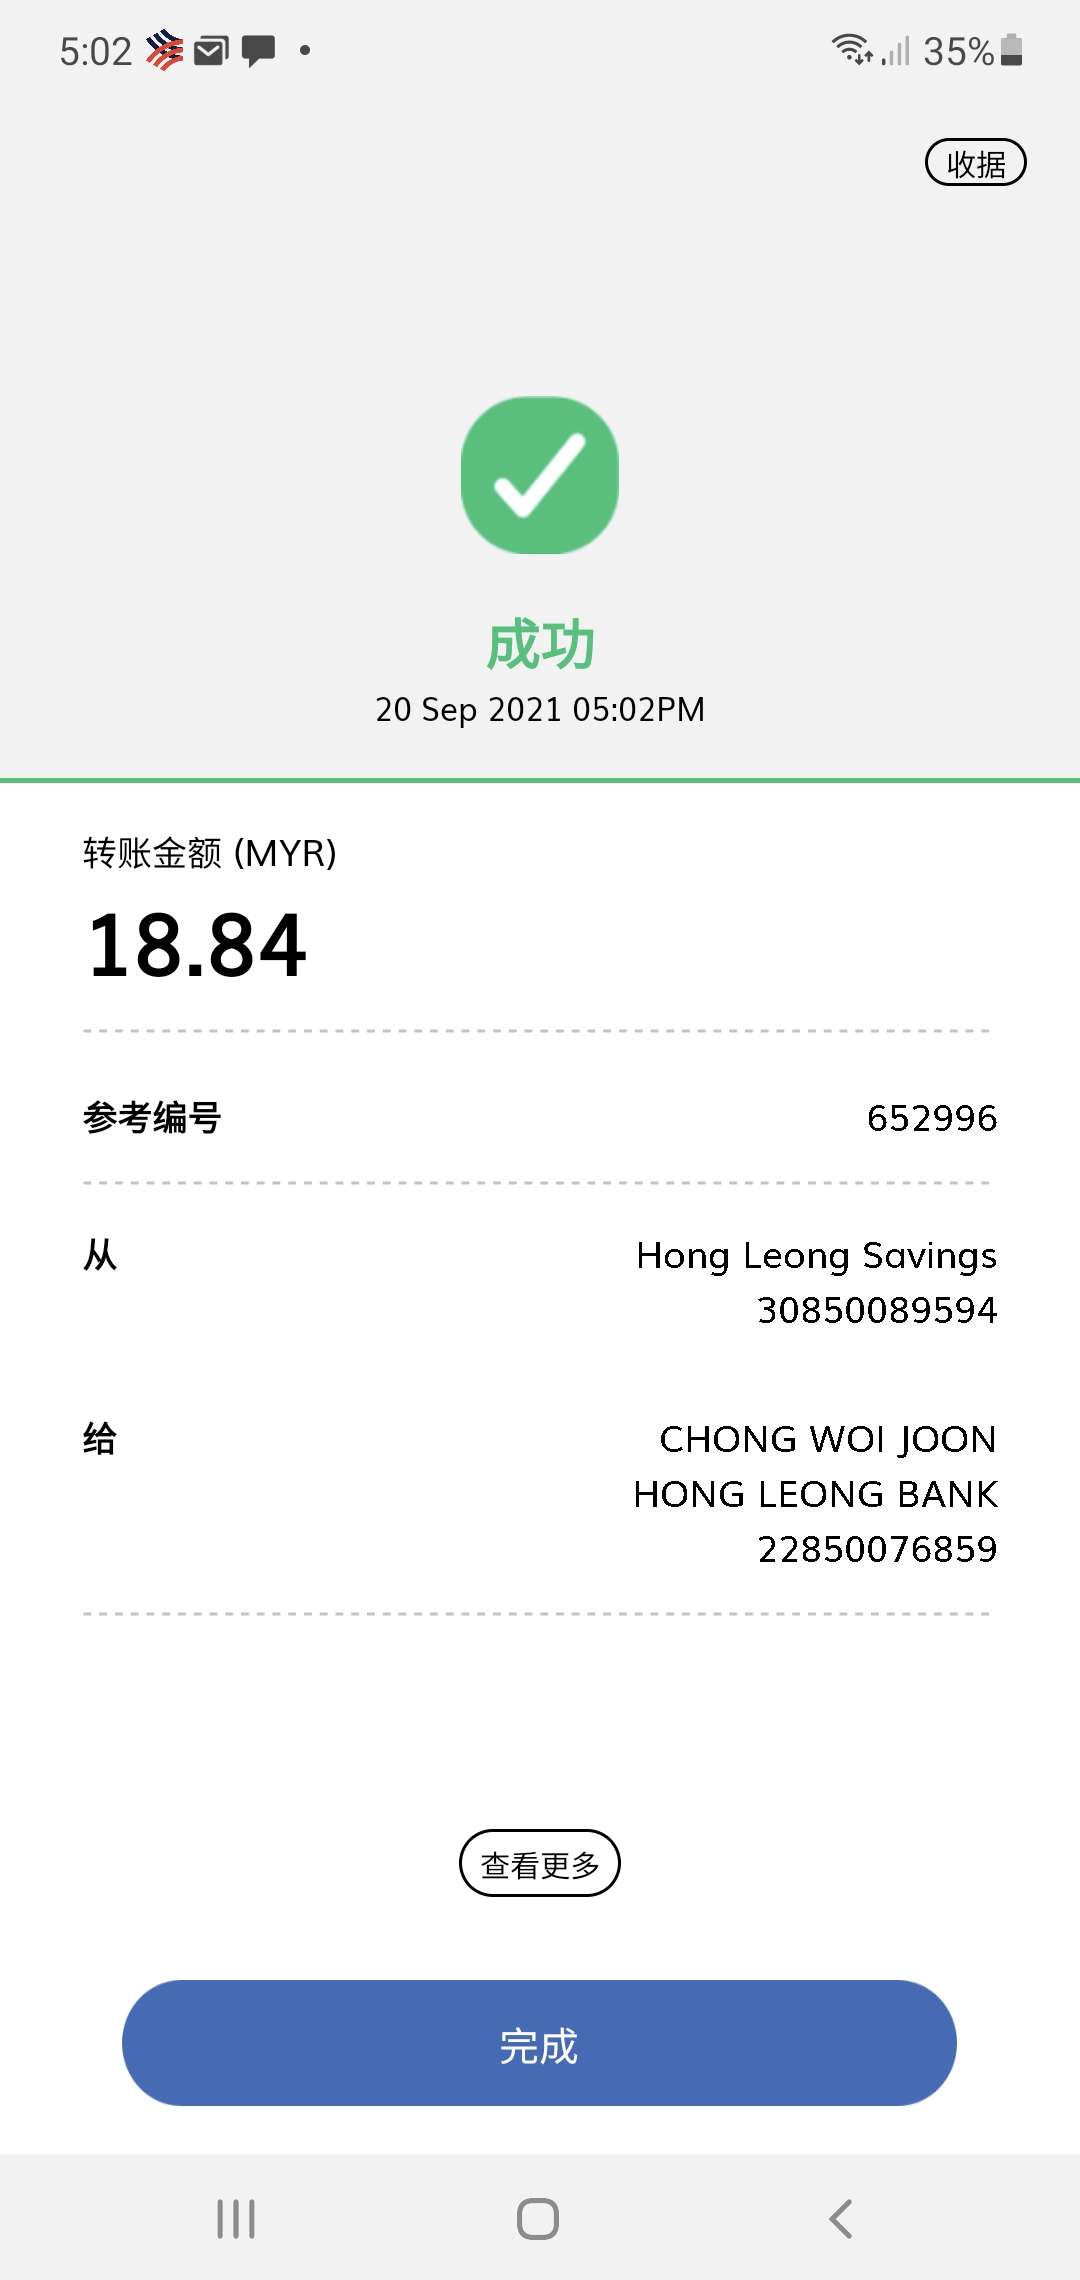 5:02 35%
收据
成功
20 Sep 2021 05:02PM
转账金额 (MYR)
18.84
参考编号 652996
从 Hong Leong Savings
30850089594
给 CHONG WOI JOON
HONG LEONG BANK
22850076859
查看更多
完成